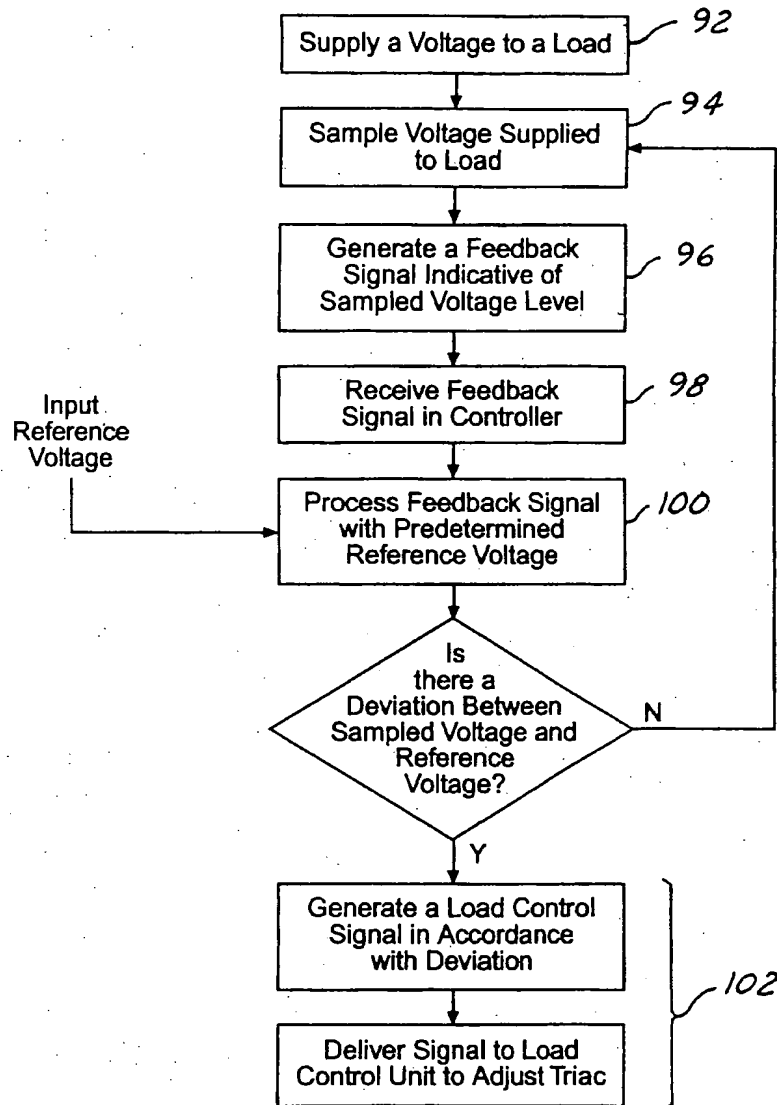 Supply a Voltage to a Load
92
Sample Voltage Supplied
to Load
94
Generate a Feedback
Signal Indicative of
Sampled Voltage Level
96
Receive Feedback
Signal in Controller
98
Input
Reference
Voltage
Process Feedback Signal
with Predetermined
Reference Voltage
100
Is
there a
Deviation Between
Sampled Voltage and
Reference
Voltage?
N
Y
Generate a Load Control
Signal in Accordance
with Deviation
Deliver Signal to Load
Control Unit to Adjust Triac
102